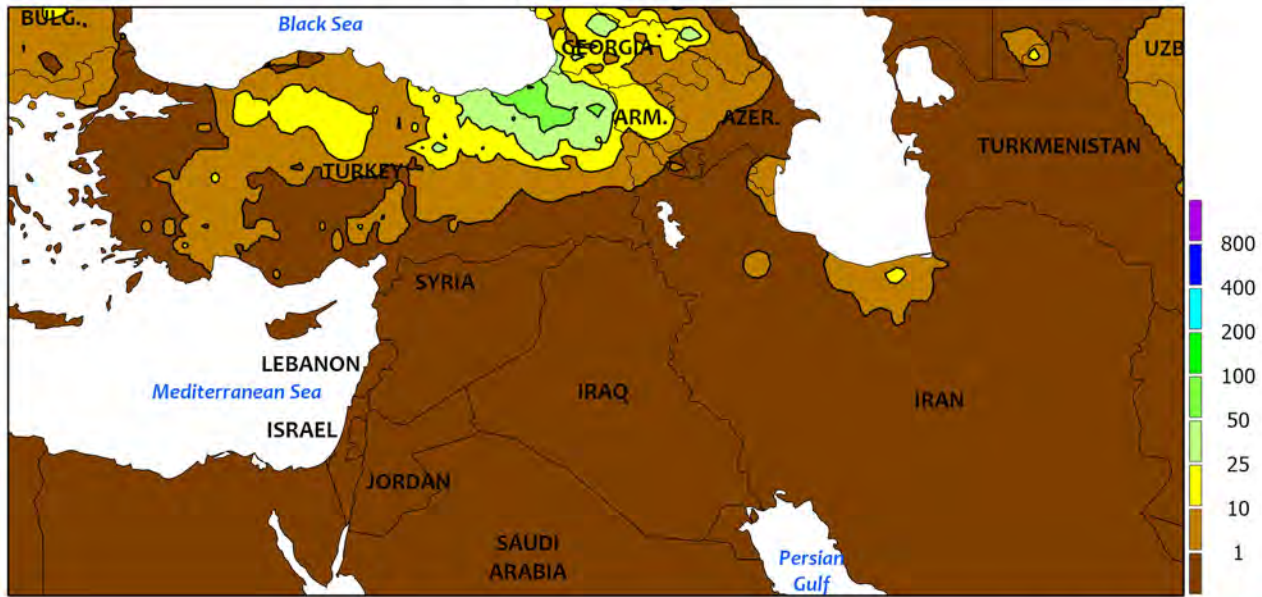 BULG.
Black Sea
GEORGIA
UZB
ARM.
AZER.
TURKMENISTAN
TURKEY
SYRIA
LEBANON
Mediterranean Sea
IRAQ
IRAN
ISRAEL
JORDAN
SAUDI
ARABIA
Persian
Gulf
800
400
200
100
50
25
10
1